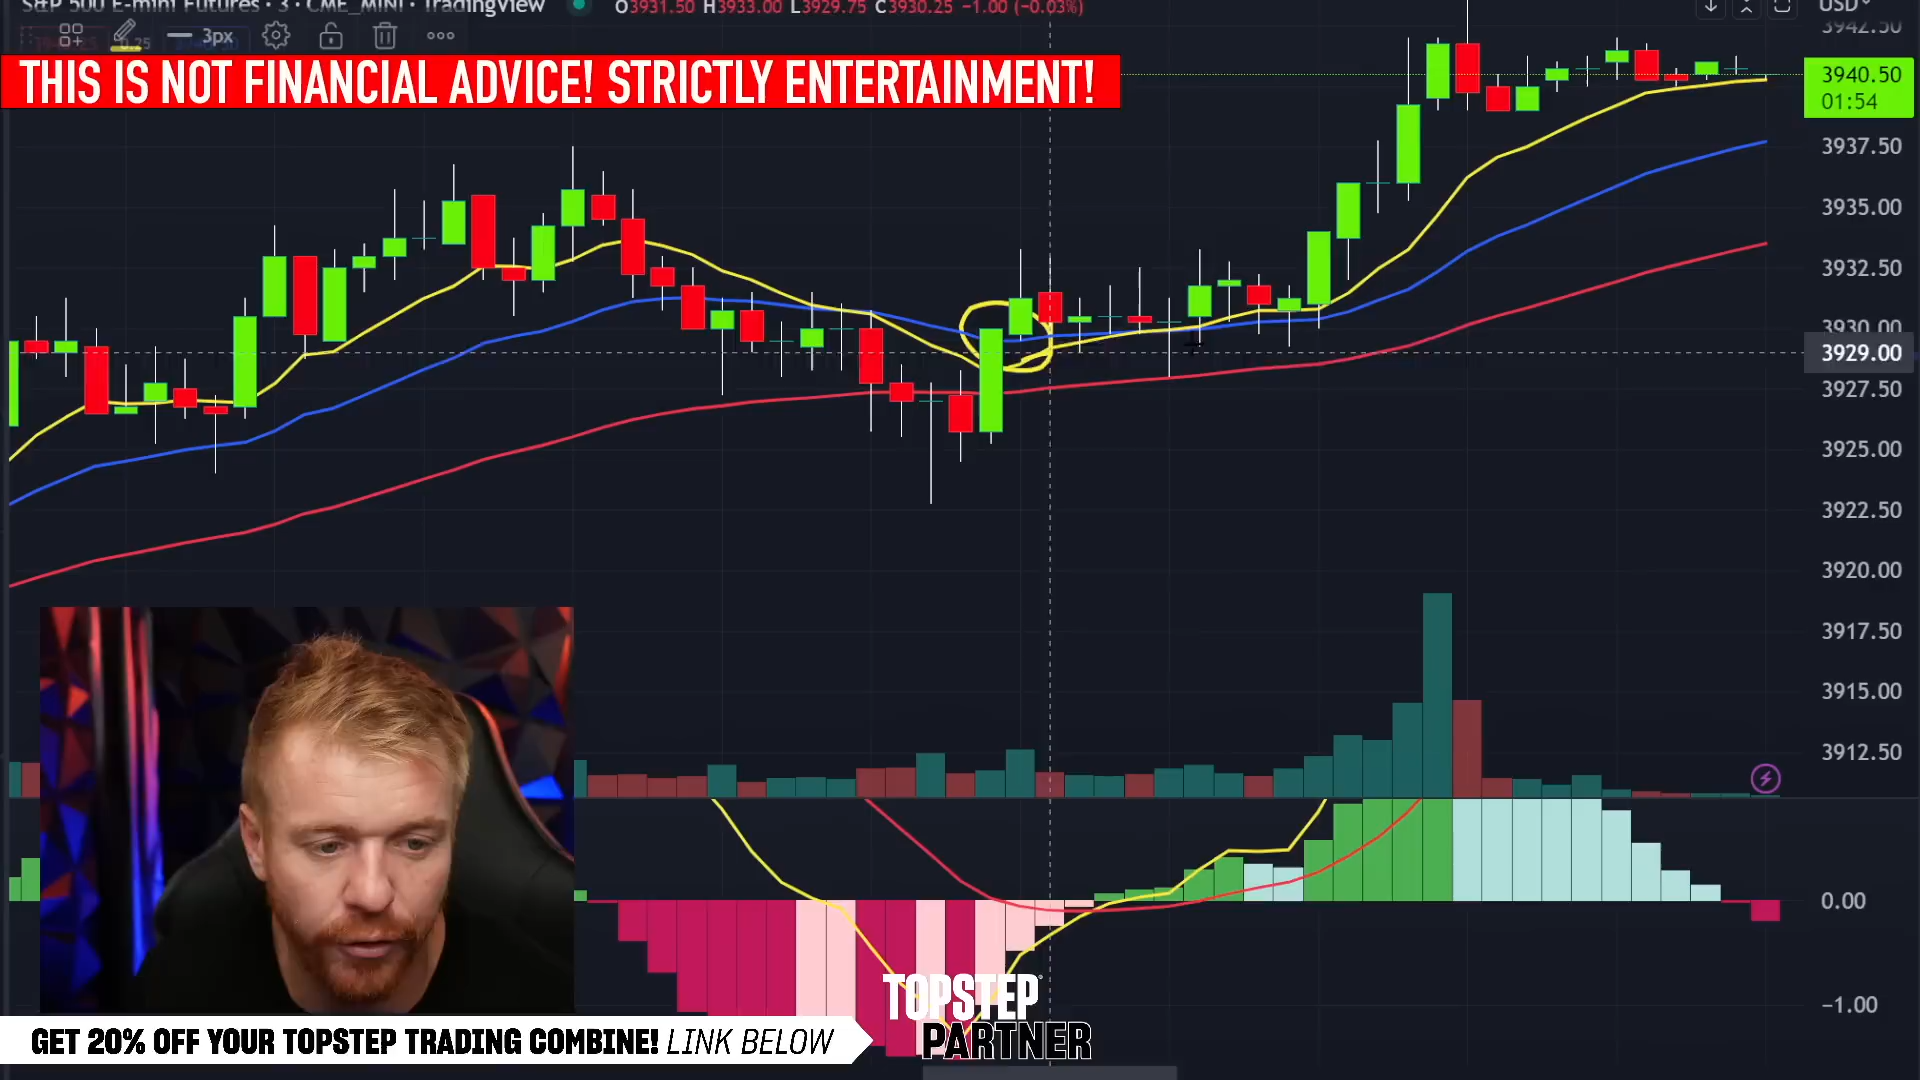 S&P 500 E-mini Futures · 3 · CME_MINI · TradingView O3931.50 H3933.00 L3929.75 C3930.25 −1.00 (−0.03%)
USD
3px
THIS IS NOT FINANCIAL ADVICE! STRICTLY ENTERTAINMENT!
3942.50
3940.50
01:54
3937.50
3935.00
3932.50
3930.00
3929.00
3927.50
3925.00
3922.50
3920.00
3917.50
3915.00
3912.50
0.00
−1.00
TOPSTEP
PARTNER
GET 20% OFF YOUR TOPSTEP TRADING COMBINE! LINK BELOW